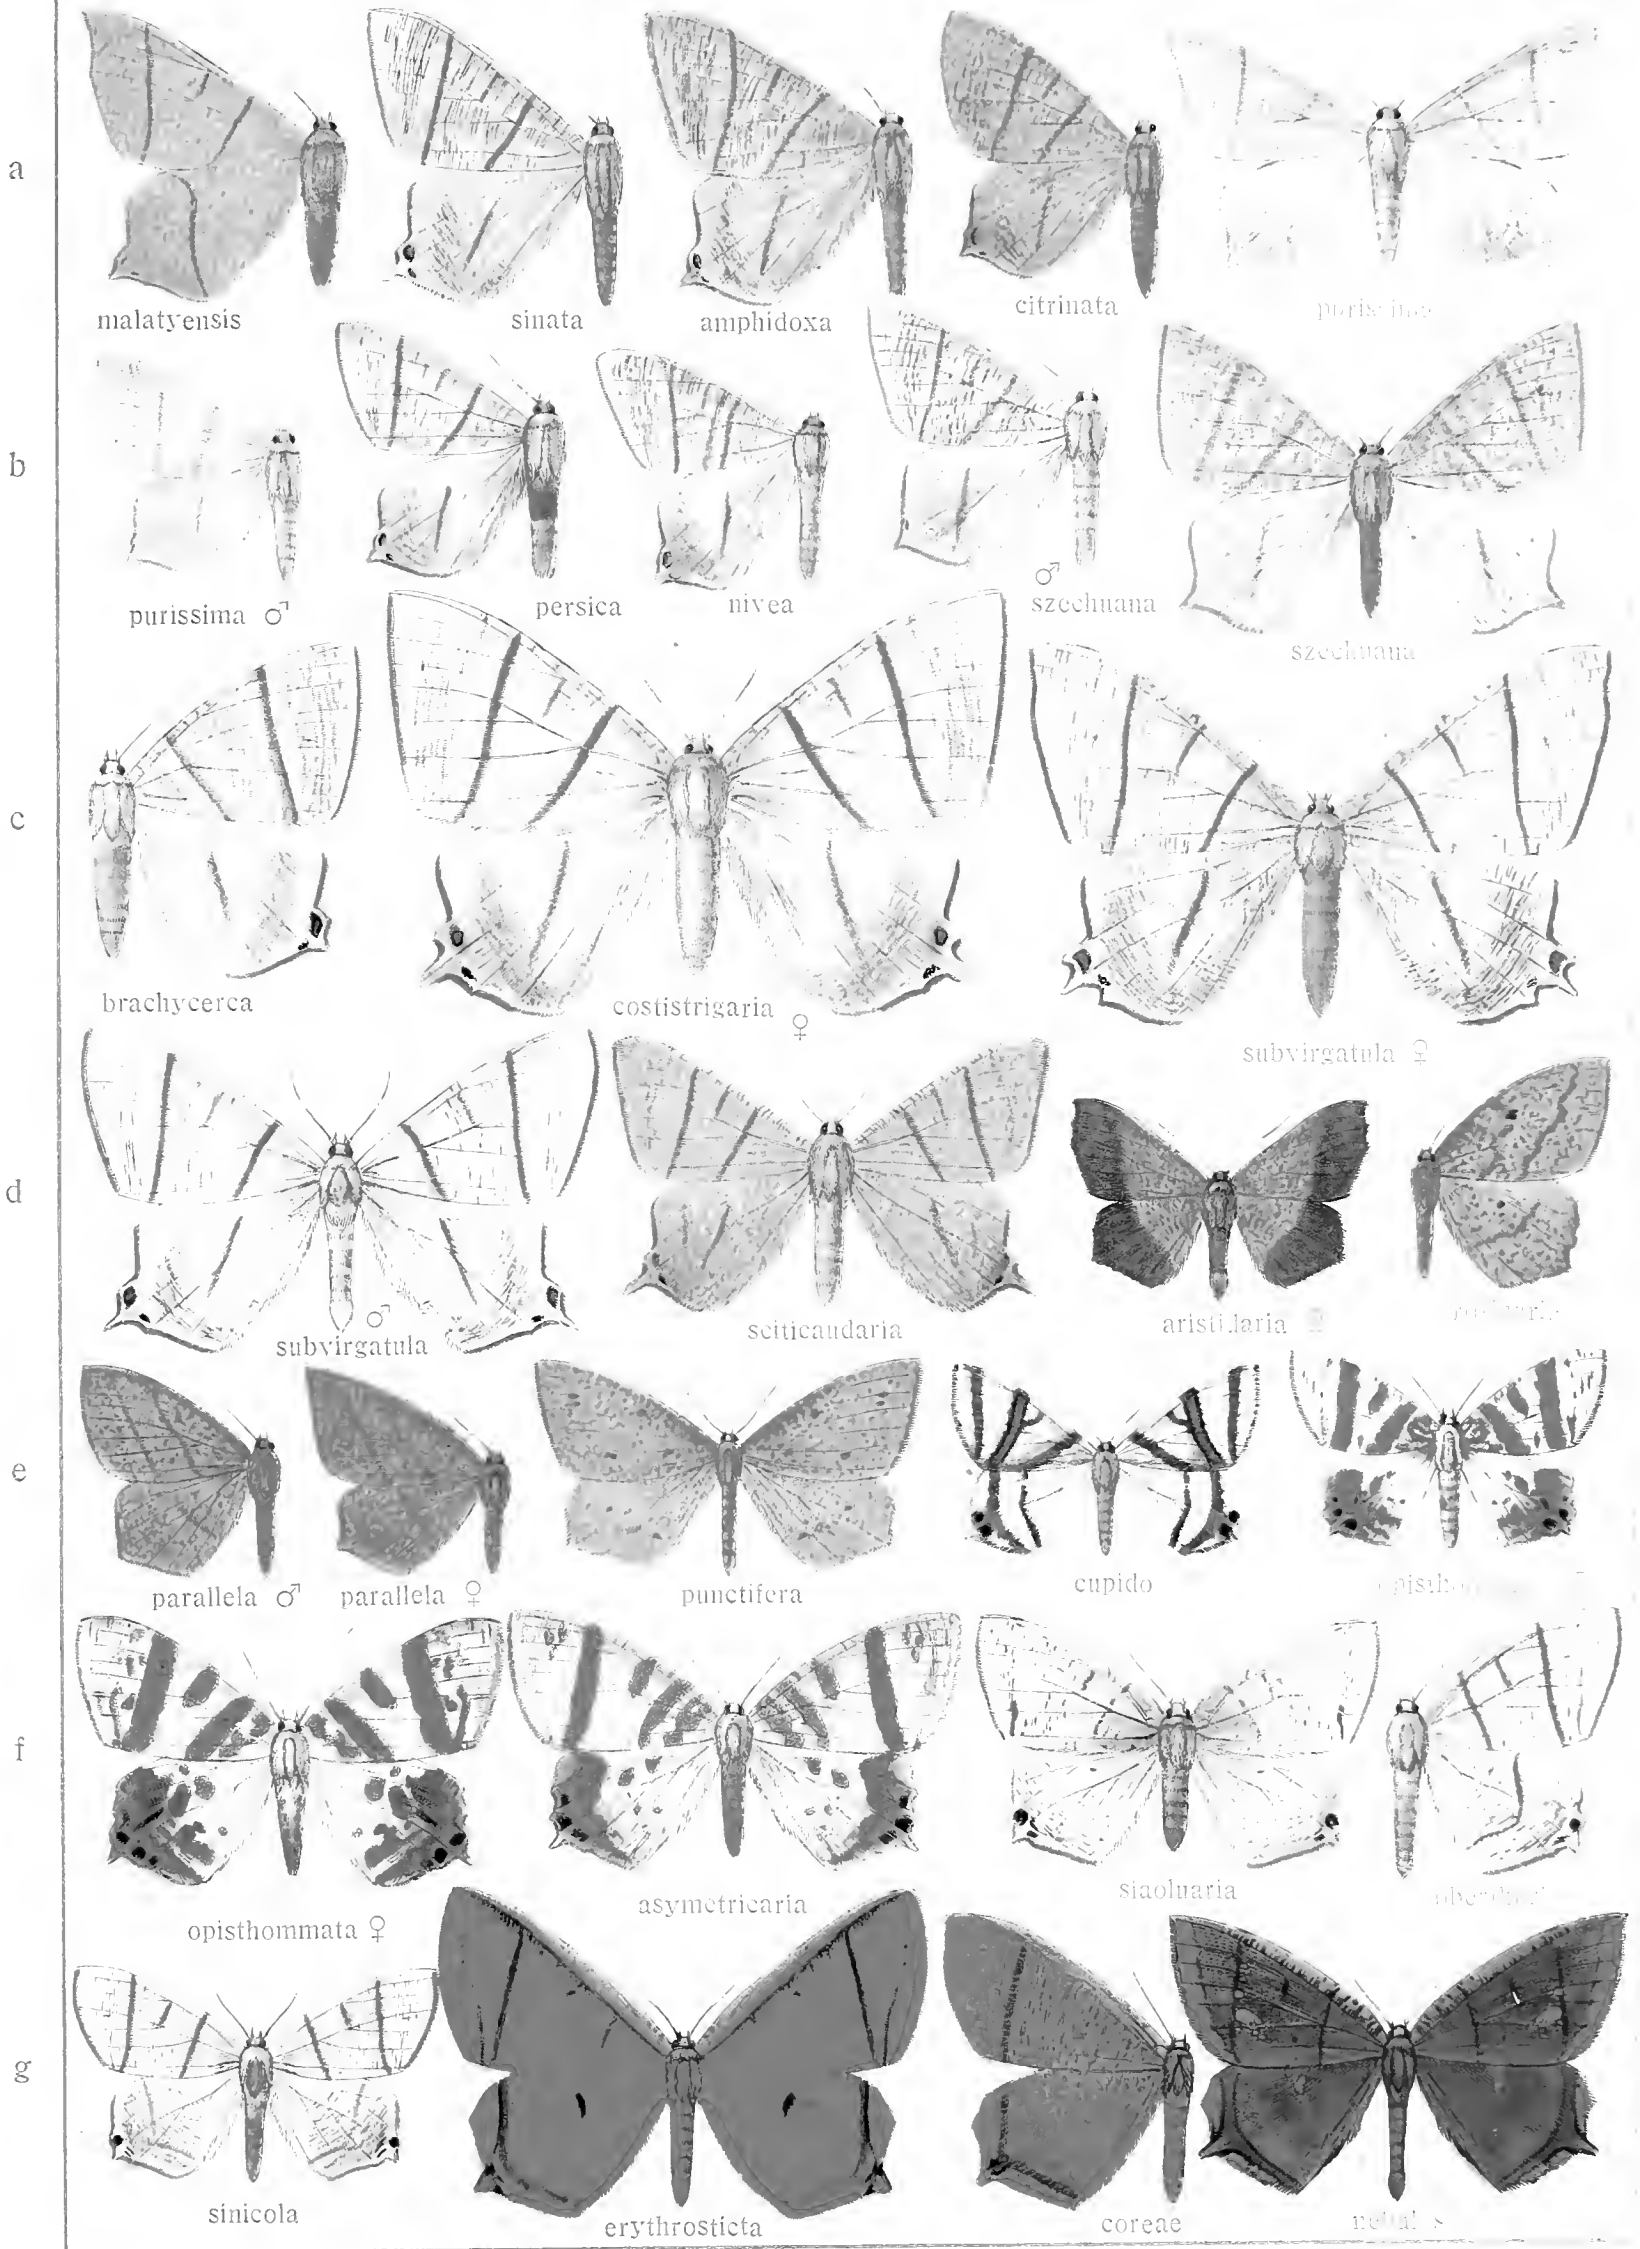 a
malatyensis sinata amphidoxa citrinata
b
purissima ♂ persica nivea ♂ szechuana szechuana
c
brachycerca costistrigaria ♀ subvirgatula ♀
d
♂ subvirgatula sciticaudaria
e
parallela ♂ parallela ♀ punctifera cupido
f
opisthommata ♀ asymetricaria siaoluaria
g
sinicola erythrosticta coreae